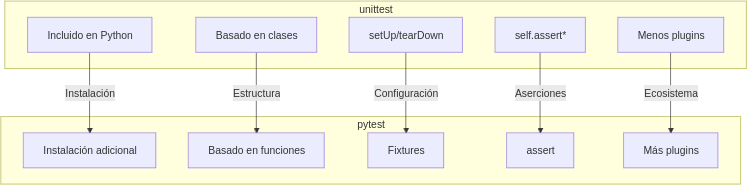 unittest
Incluido en Python
Basado en clases
setUp/tearDown
self.assert*
Menos plugins
Instalación
Estructura
Configuración
Aserciones
Ecosistema
pytest
Instalación adicional
Basado en funciones
Fixtures
assert
Más plugins